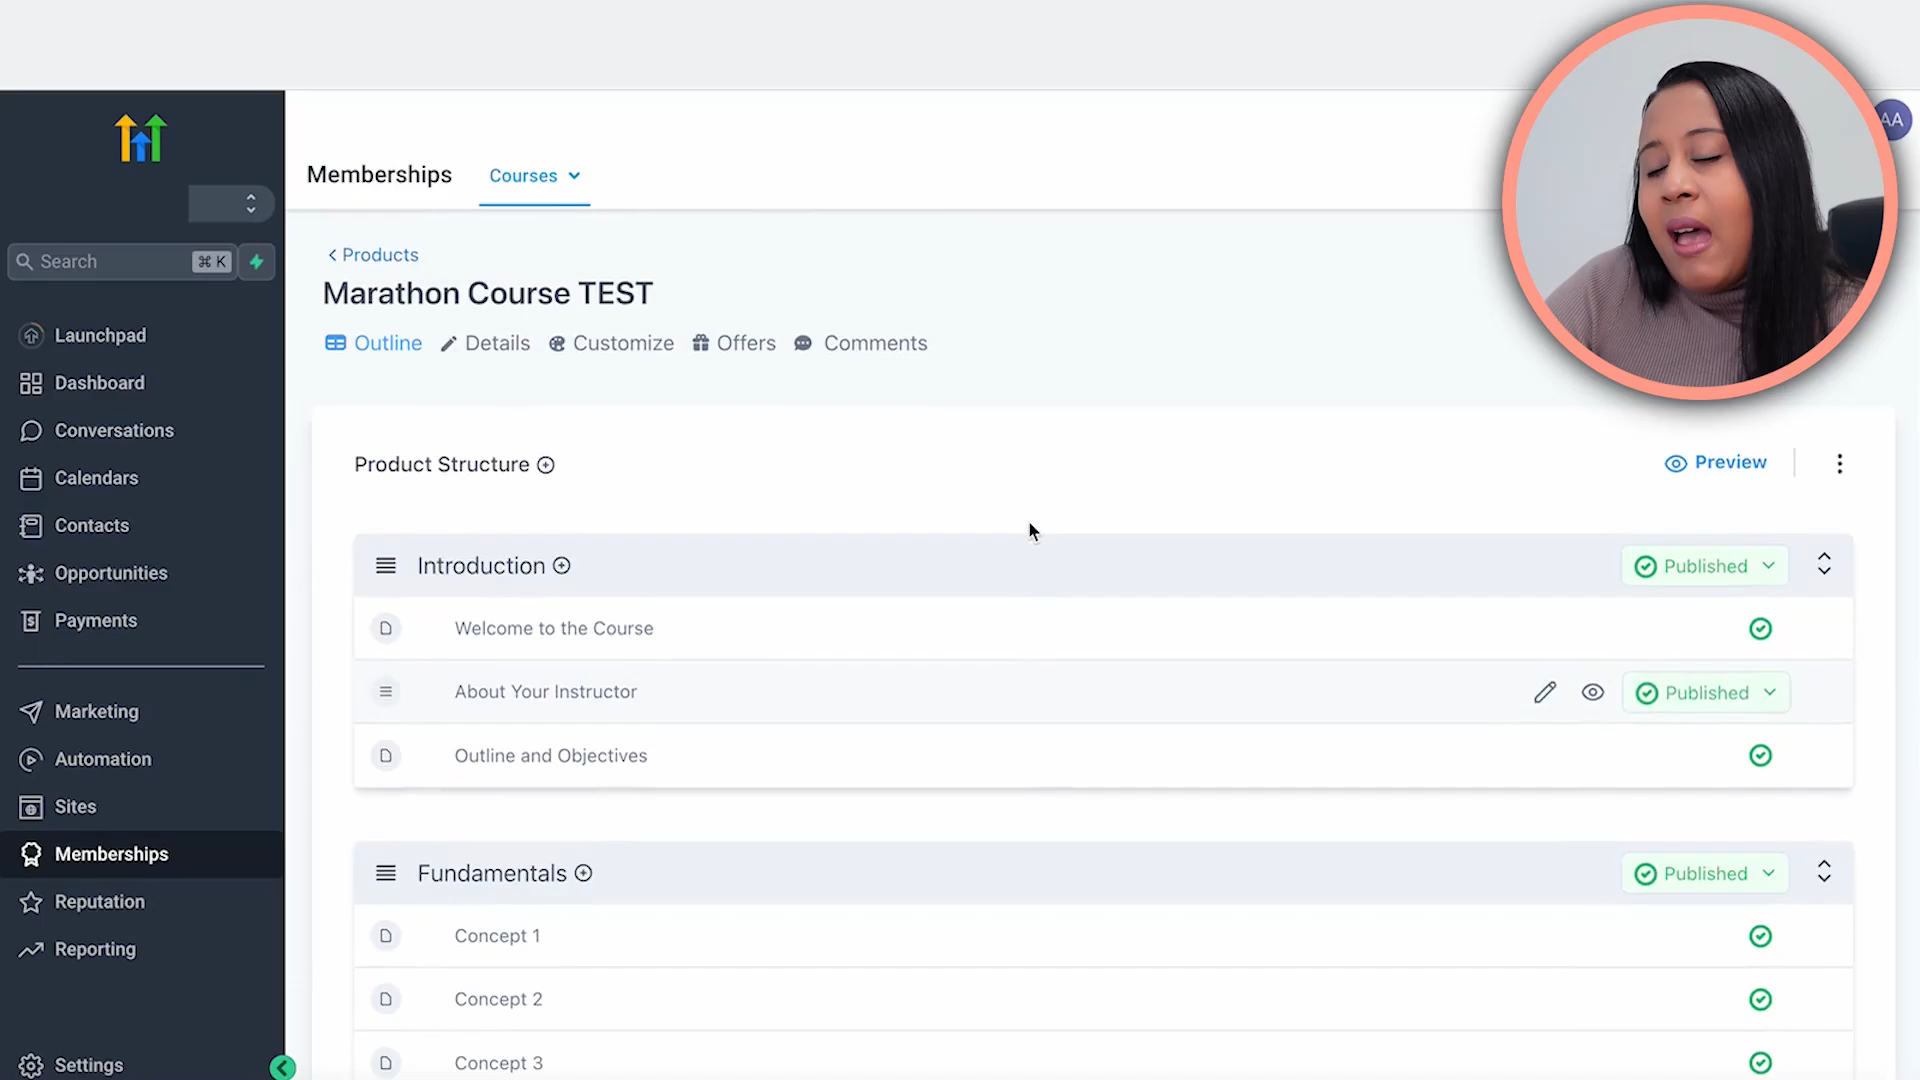 AA
Memberships
Courses
Search
⌘ K
Products
Marathon Course TEST
Outline
Details
Customize
Offers
Comments
Launchpad
Dashboard
Conversations
Calendars
Contacts
Opportunities
Payments
Marketing
Automation
Sites
Memberships
Reputation
Reporting
Settings
Product Structure
Preview
Introduction
Published
Welcome to the Course
About Your Instructor
Published
Outline and Objectives
Fundamentals
Published
Concept 1
Concept 2
Concept 3